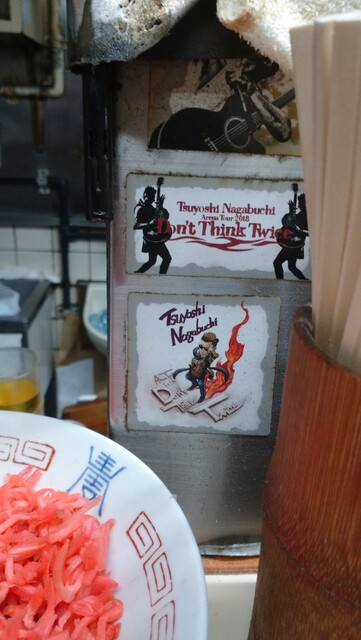 Tsuyoshi Nagabuchi
Arena Tour 2018
Don't Think Twice
Tsuyoshi
Nagabuchi